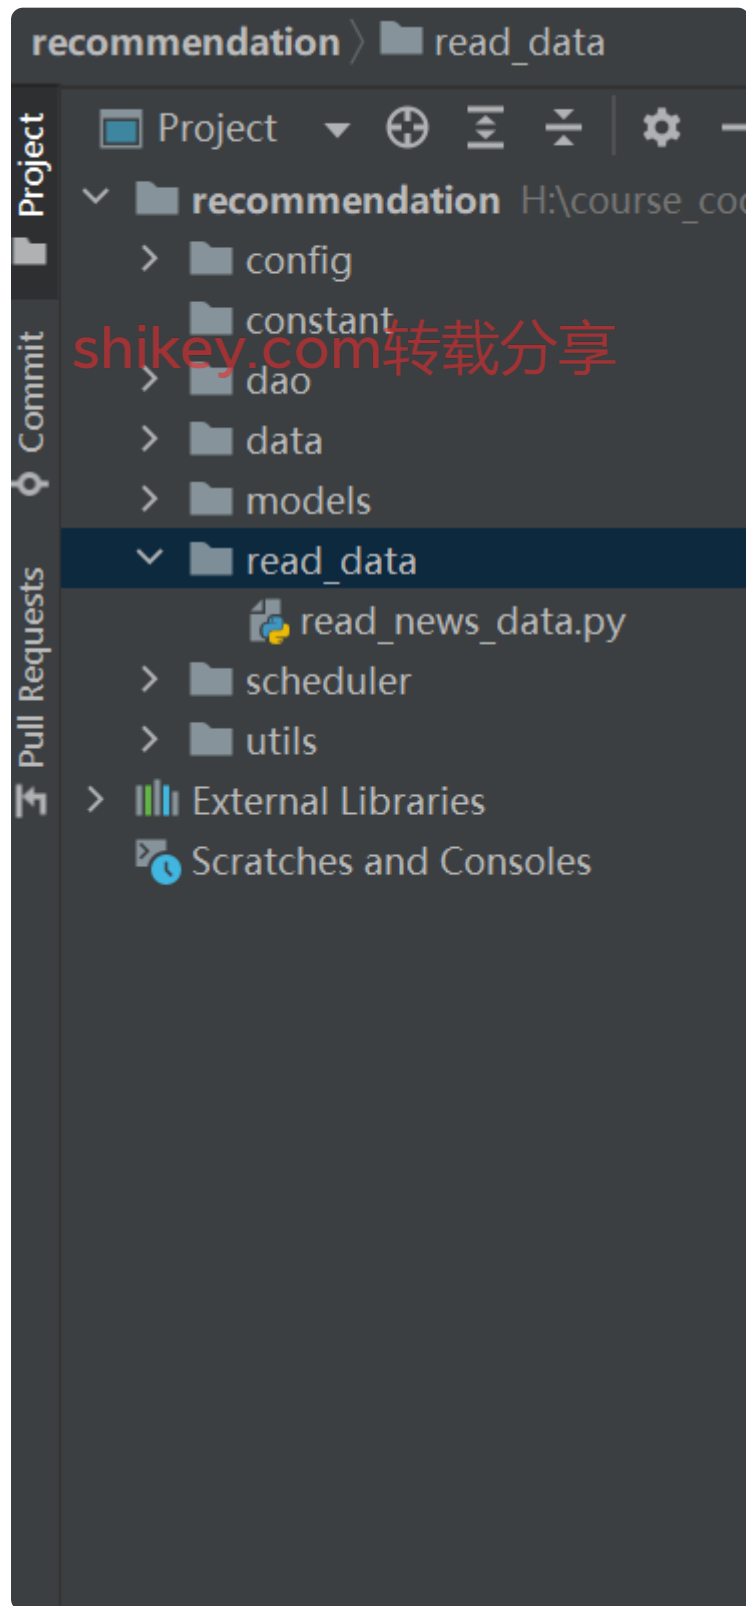 recommendation 〉 read_data
Project
Project
Commit
Pull Requests
recommendation H:\course_co
config
constant
shikey.com转载分享
dao
data
models
read_data
read_news_data.py
scheduler
utils
External Libraries
Scratches and Consoles